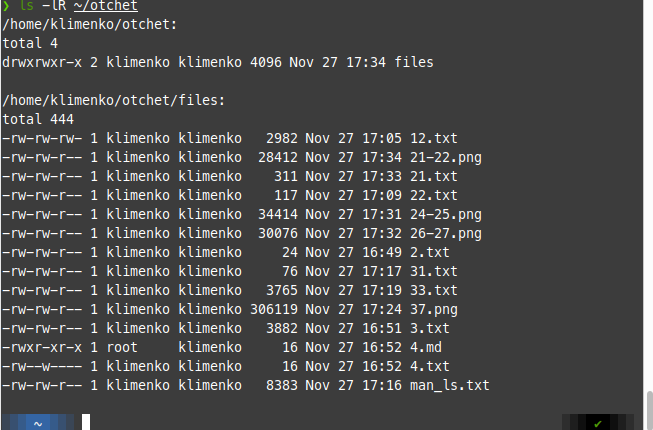 ❯ ls -lR ~/otchet
/home/klimenko/otchet:
total 4
drwxrwxr-x 2 klimenko klimenko 4096 Nov 27 17:34 files

/home/klimenko/otchet/files:
total 444
-rw-rw-rw- 1 klimenko klimenko   2982 Nov 27 17:05 12.txt
-rw-rw-r-- 1 klimenko klimenko  28412 Nov 27 17:34 21-22.png
-rw-rw-r-- 1 klimenko klimenko    311 Nov 27 17:33 21.txt
-rw-rw-r-- 1 klimenko klimenko    117 Nov 27 17:09 22.txt
-rw-rw-r-- 1 klimenko klimenko  34414 Nov 27 17:31 24-25.png
-rw-rw-r-- 1 klimenko klimenko  30076 Nov 27 17:32 26-27.png
-rw-rw-r-- 1 klimenko klimenko     24 Nov 27 16:49 2.txt
-rw-rw-r-- 1 klimenko klimenko     76 Nov 27 17:17 31.txt
-rw-rw-r-- 1 klimenko klimenko   3765 Nov 27 17:19 33.txt
-rw-rw-r-- 1 klimenko klimenko 306119 Nov 27 17:24 37.png
-rw-rw-r-- 1 klimenko klimenko   3882 Nov 27 16:51 3.txt
-rwxr-xr-x 1 root     klimenko     16 Nov 27 16:52 4.md
-rw--w---- 1 klimenko klimenko     16 Nov 27 16:52 4.txt
-rw-rw-r-- 1 klimenko klimenko   8383 Nov 27 17:16 man_ls.txt
~ ✔